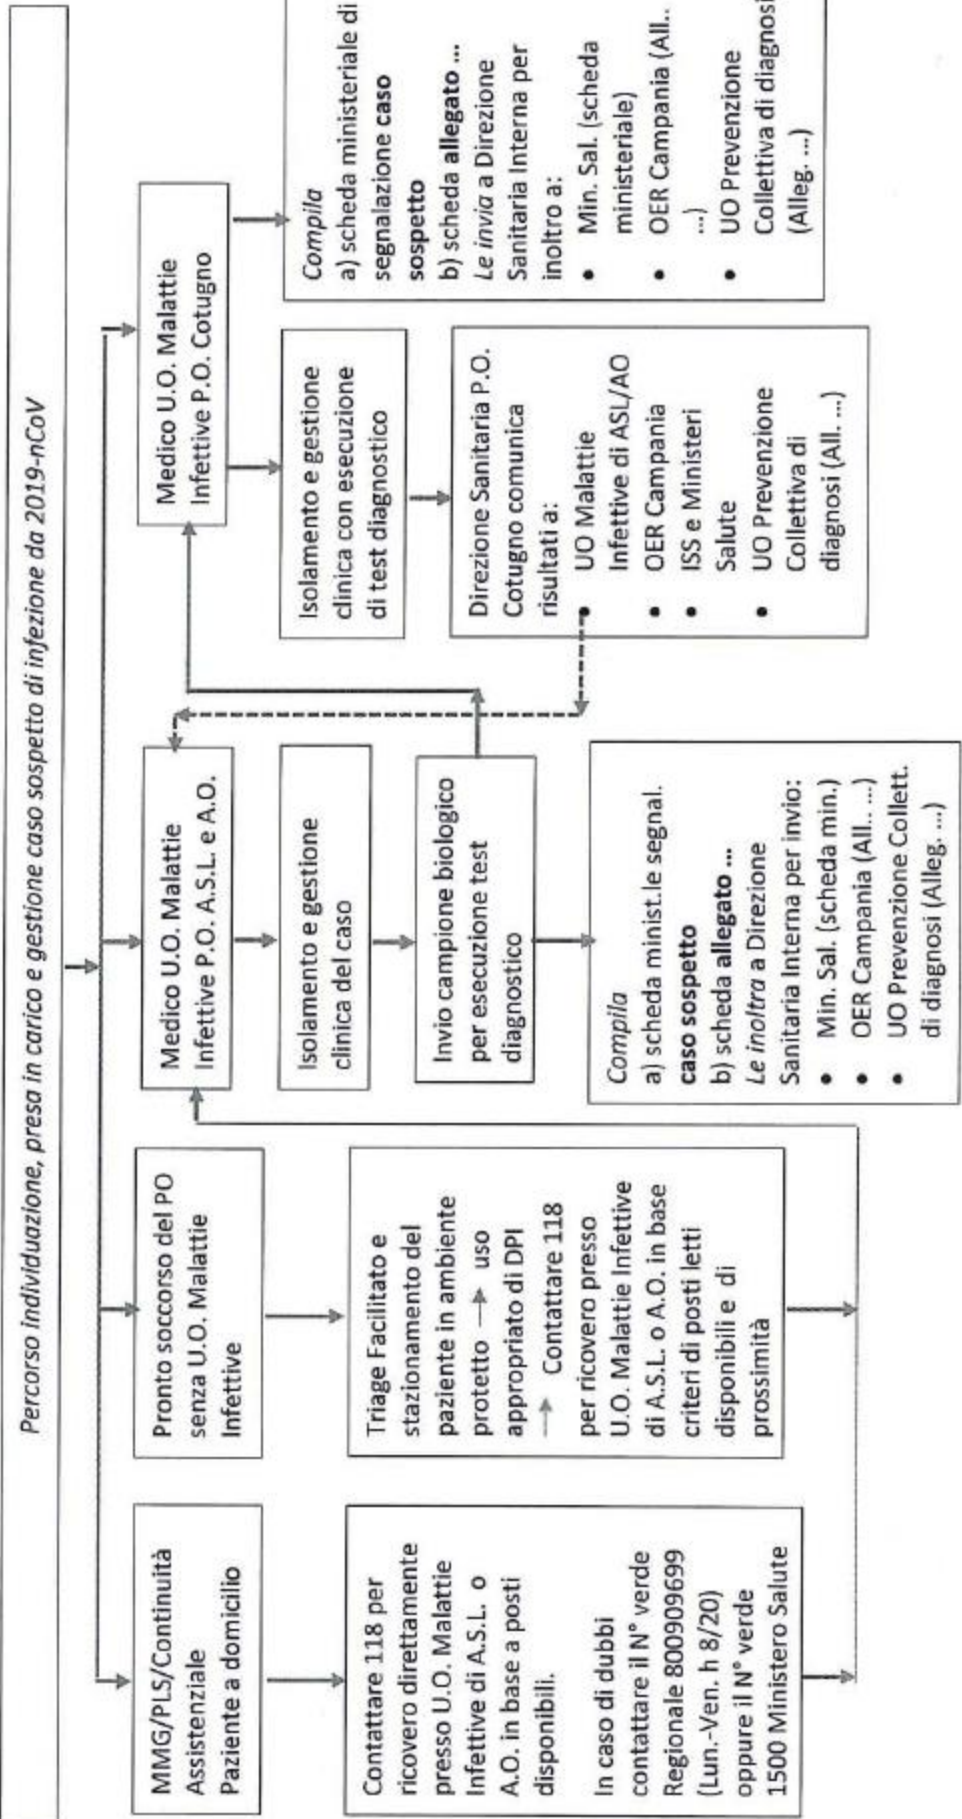 Percorso individuazione, presa in carico e gestione caso sospetto di infezione da 2019-nCoV
MMG/PLS/Continuità
Assistenziale
Paziente a domicilio
Contattare 118 per
ricovero direttamente
presso U.O. Malattie
Infettive di A.S.L. o
A.O. in base a posti
disponibili.
In caso di dubbi
contattare il N° verde
Regionale 800909699
(Lun.-Ven. h 8/20)
oppure il N° verde
1500 Ministero Salute
Pronto soccorso del PO
senza U.O. Malattie
Infettive
Triage Facilitato e
stazionamento del
paziente in ambiente
protetto → uso
appropriato di DPI
→ Contattare 118
per ricovero presso
U.O. Malattie Infettive
di A.S.L. o A.O. in base
criteri di posti letti
disponibili e di
prossimità
Medico U.O. Malattie
Infettive P.O. A.S.L. e A.O.
Isolamento e gestione
clinica del caso
Invio campione biologico
per esecuzione test
diagnostico
Compila
a) scheda minist.le segnal.
caso sospetto
b) scheda allegato ...
Le inoltra a Direzione
Sanitaria Interna per invio:
• Min. Sal. (scheda min.)
• OER Campania (All.. ...)
• UO Prevenzione Collett.
di diagnosi (Alleg. ...)
Medico U.O. Malattie
Infettive P.O. Cotugno
Isolamento e gestione
clinica con esecuzione
di test diagnostico
Direzione Sanitaria P.O.
Cotugno comunica
risultati a:
• UO Malattie
Infettive di ASL/AO
• OER Campania
• ISS e Ministeri
Salute
• UO Prevenzione
Collettiva di
diagnosi (All. ...)
Compila
a) scheda ministeriale di
segnalazione caso
sospetto
b) scheda allegato ...
Le invia a Direzione
Sanitaria Interna per
inoltro a:
• Min. Sal. (scheda
ministeriale)
• OER Campania (All..
...)
• UO Prevenzione
Collettiva di diagnosi
(Alleg. ...)